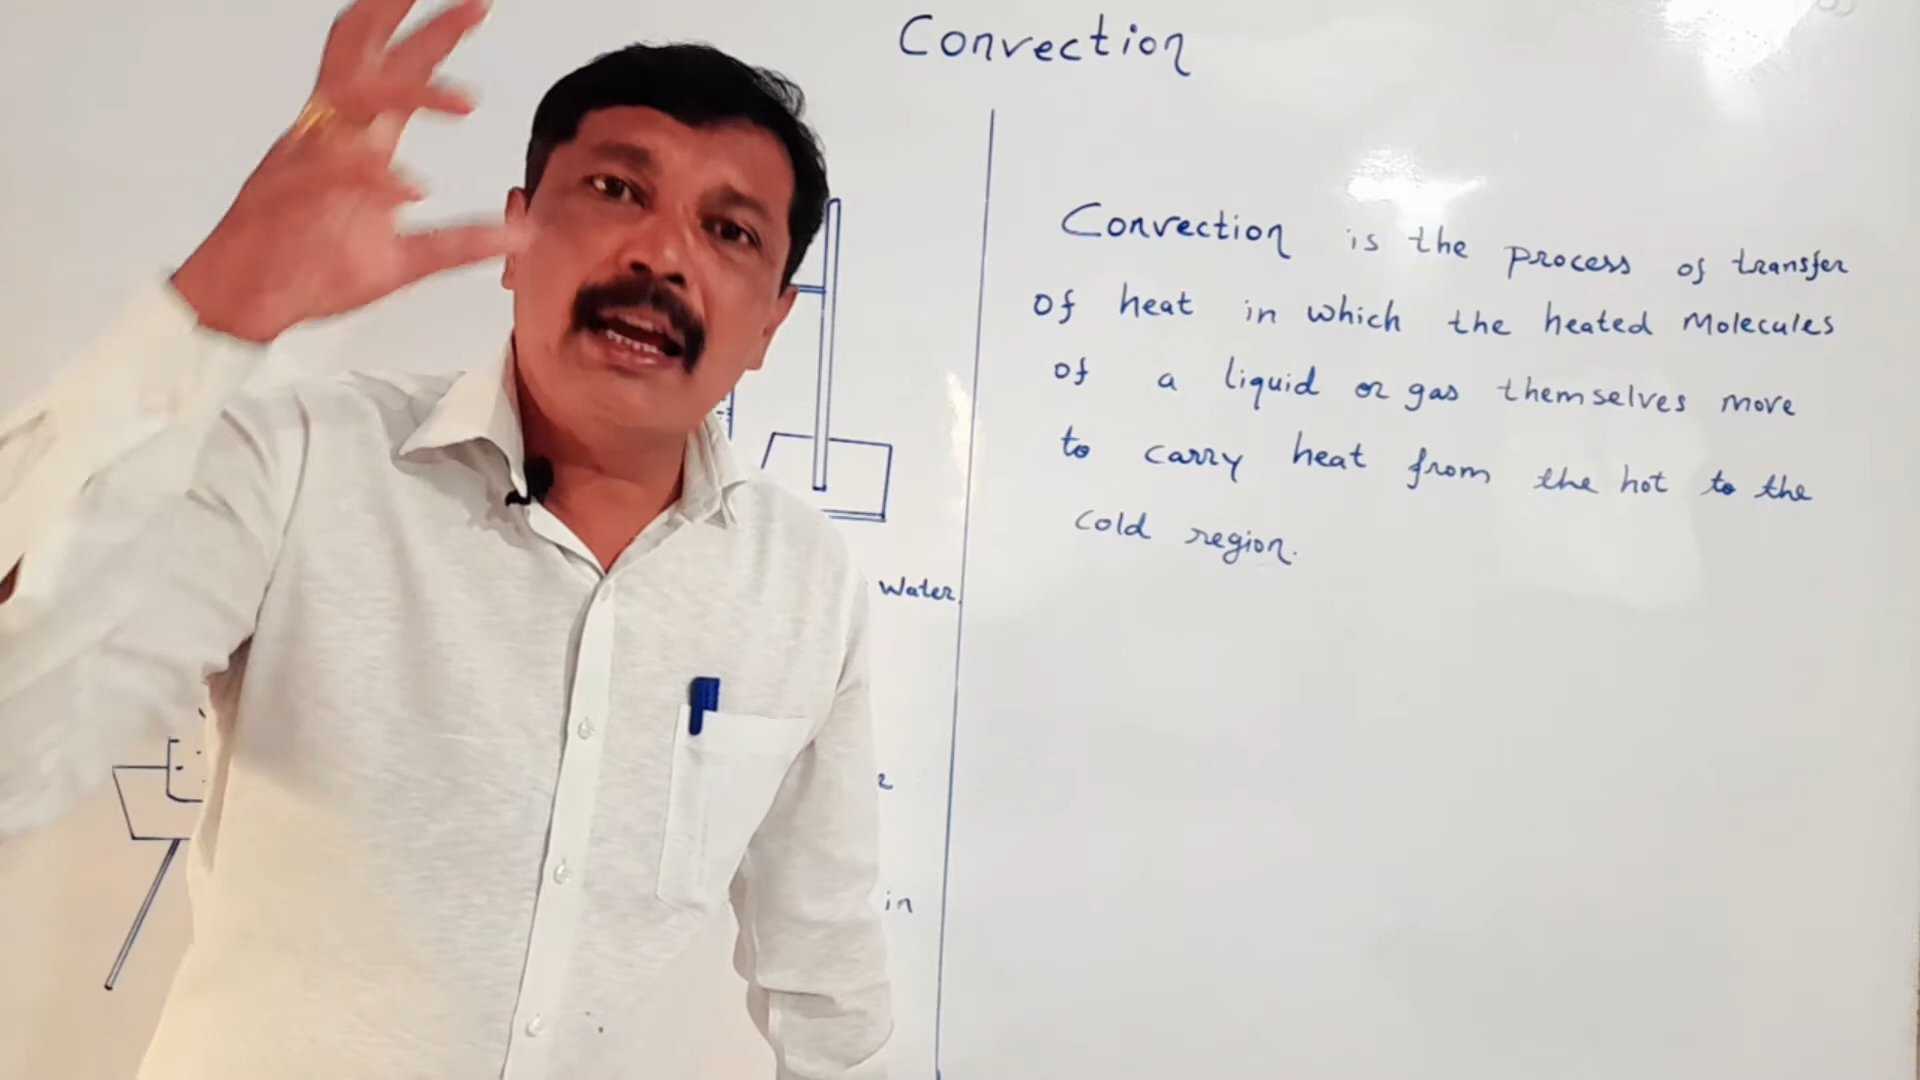 Convection
Convection is the process of transfer
of heat in which the heated Molecules
of a liquid or gas themselves more
to carry heat from the hot to the
cold region.
Water.
in